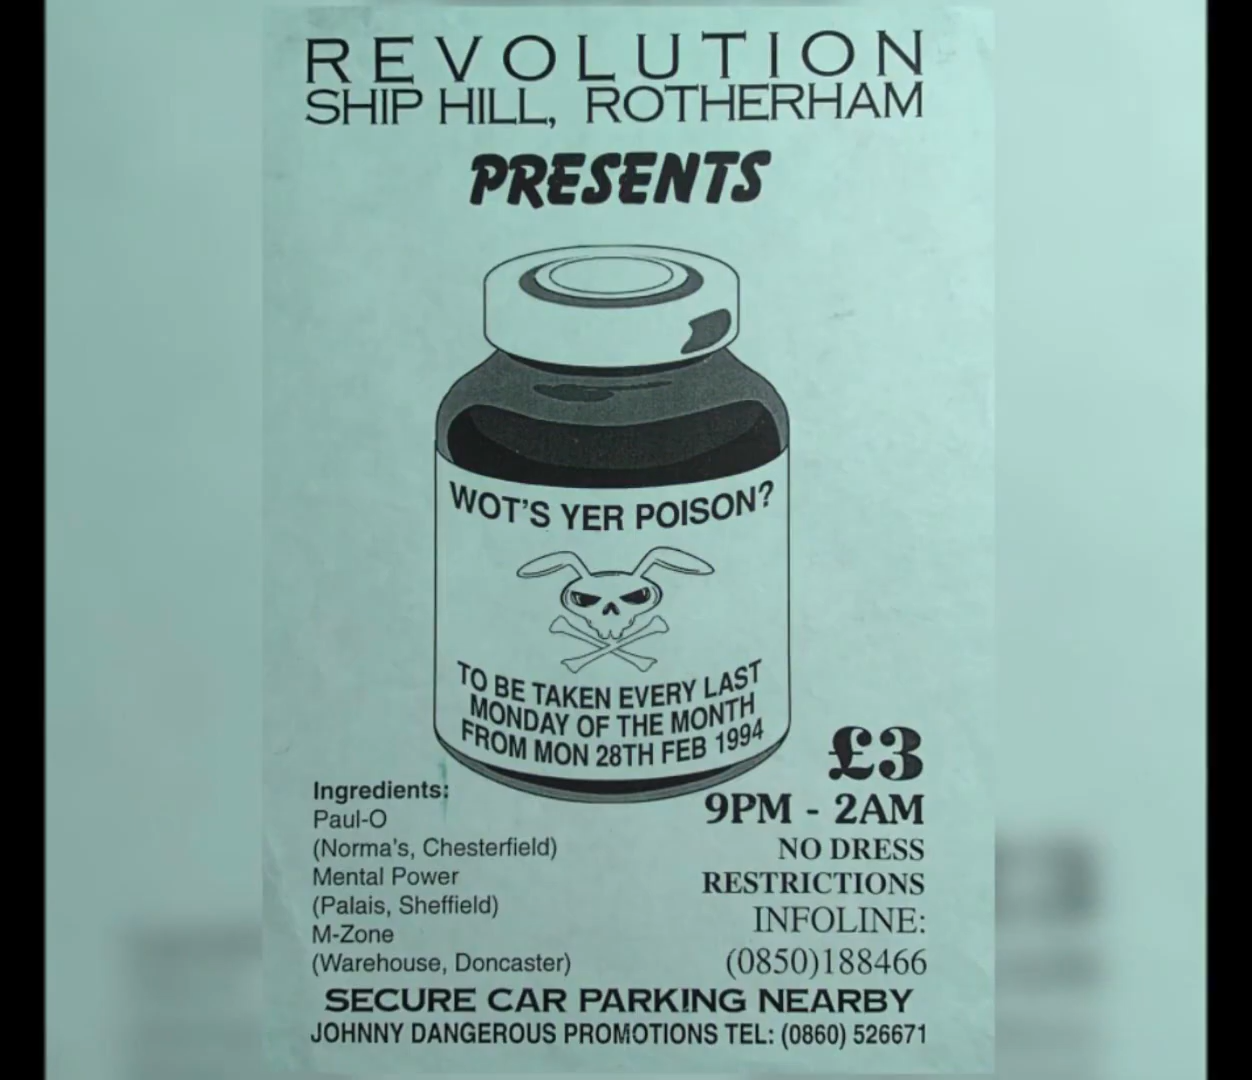 REVOLUTION
SHIP HILL, ROTHERHAM
PRESENTS
WOT'S YER POISON?
TO BE TAKEN EVERY LAST
MONDAY OF THE MONTH
FROM MON 28TH FEB 1994
£3
9PM - 2AM
NO DRESS
RESTRICTIONS
INFOLINE:
(0850)188466
Ingredients:
Paul-O
(Norma's, Chesterfield)
Mental Power
(Palais, Sheffield)
M-Zone
(Warehouse, Doncaster)
SECURE CAR PARKING NEARBY
JOHNNY DANGEROUS PROMOTIONS TEL: (0860) 526671